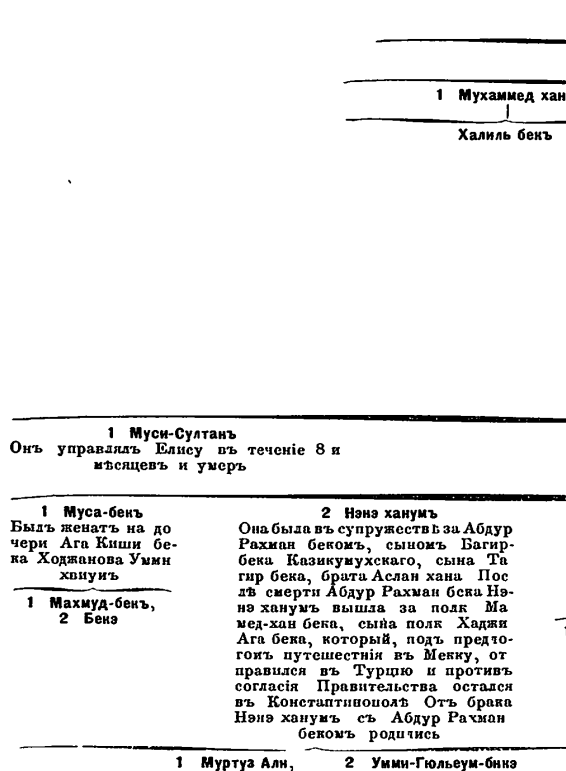 1 Мухаммед хан
Халиль бекъ
1 Муси-Султанъ
Онъ управлялъ Елису въ теченіе 8 и
мѣсяцевъ и умеръ
1 Муса-бекъ
Былъ женатъ на до
чери Ага Киши бе-
ка Ходжанова Умми
ханумъ
1 Махмуд-бекъ,
2 Бекэ
2 Нэнэ ханумъ
Она была въ супружествѣ за Абдур
Рахман бекомъ, сыномъ Багир-
бека Казикумухскаго, сына Та
гир бека, брата Аслан хана Пос
лѣ смерти Абдур Рахман бека Нэ-
нэ ханумъ вышла за полк Ма
мед-хан бека, сына полк Хаджи
Ага бека, который, подъ предло-
гомъ путешествія въ Мекку, от
правился въ Турцію и противъ
согласія Правительства остался
въ Константинополѣ Отъ брака
Нэнэ ханумъ съ Абдур Рахман
бекомъ родились
1 Муртуз Али, 2 Умми-Гюльсум-бикэ